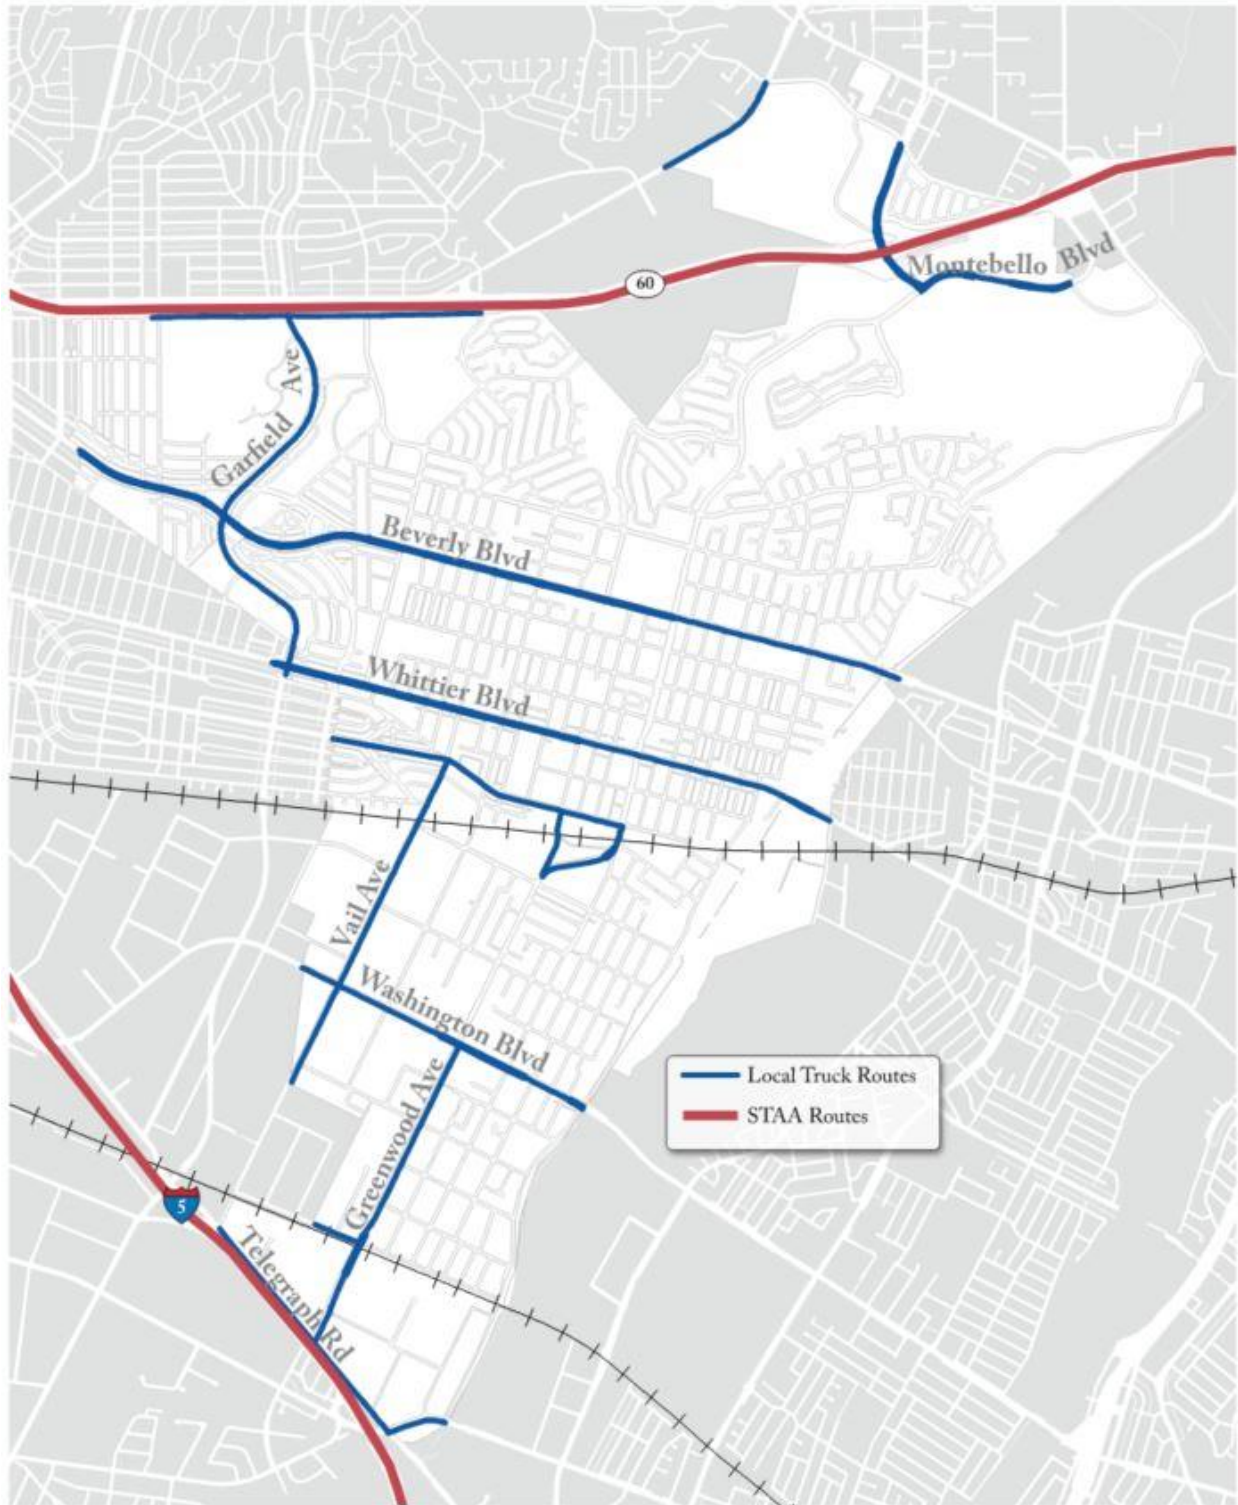 Montebello Blvd
60
Garfield Ave
Beverly Blvd
Whittier Blvd
Vail Ave
Washington Blvd
Greenwood Ave
Local Truck Routes
STAA Routes
5
Telegraph Rd